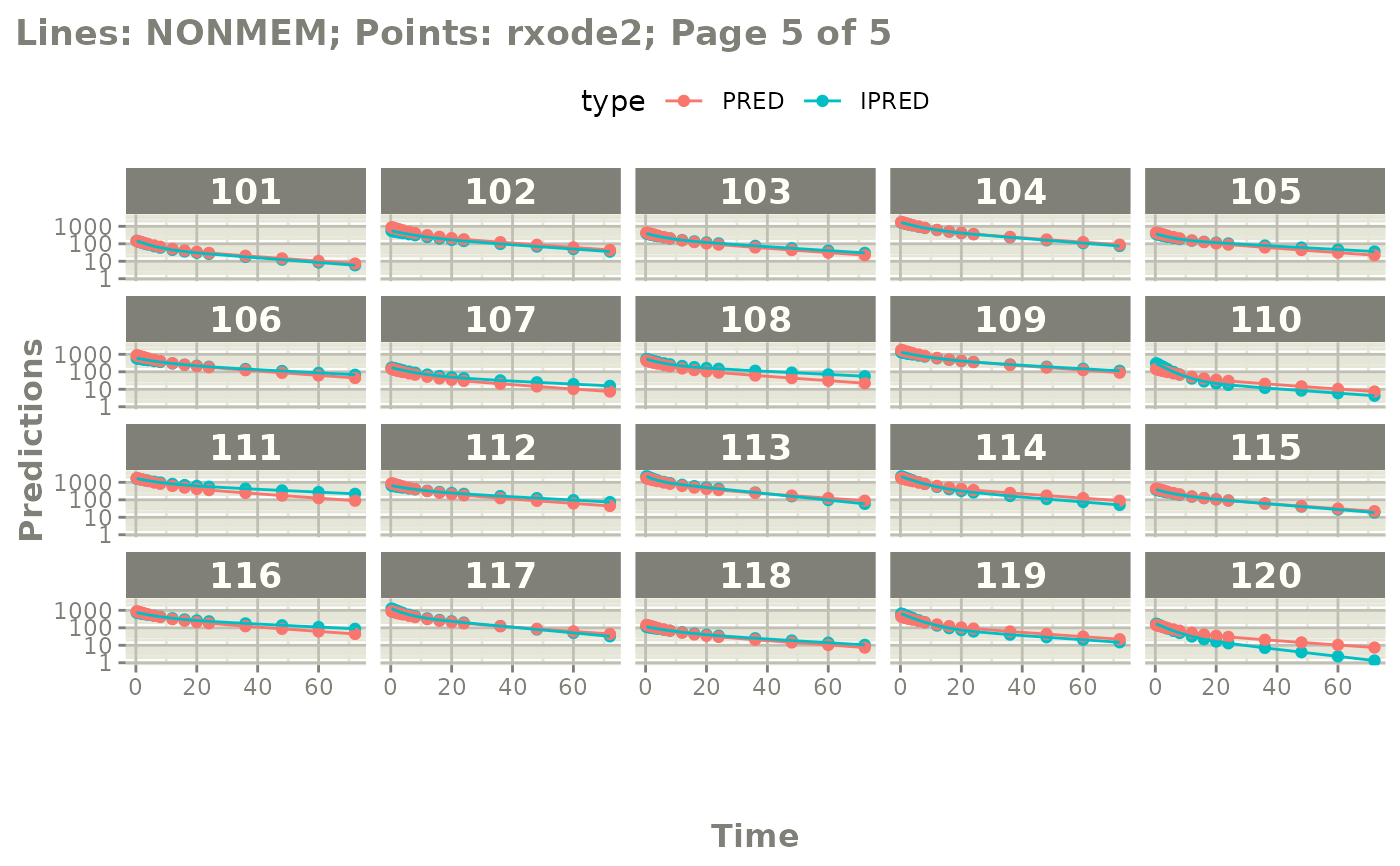 Lines: NONMEM; Points: rxode2; Page 5 of 5
type PRED IPRED
101 102 103 104 105
1000
100
10
1
106 107 108 109 110
1000
100
10
1
111 112 113 114 115
1000
100
10
1
116 117 118 119 120
1000
100
10
1
0 20 40 60 0 20 40 60 0 20 40 60 0 20 40 60 0 20 40 60
Predictions
Time